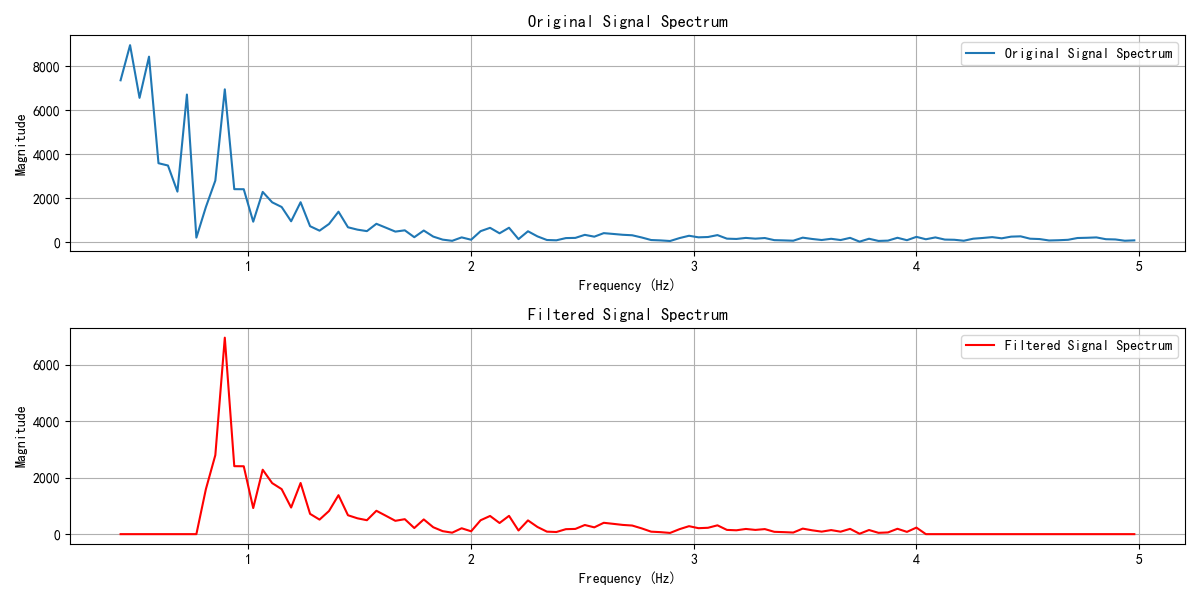 Original Signal Spectrum
Original Signal Spectrum
Magnitude
8000
6000
4000
2000
0
1 2 3 4 5
Frequency (Hz)
Filtered Signal Spectrum
Filtered Signal Spectrum
Magnitude
6000
4000
2000
0
1 2 3 4 5
Frequency (Hz)